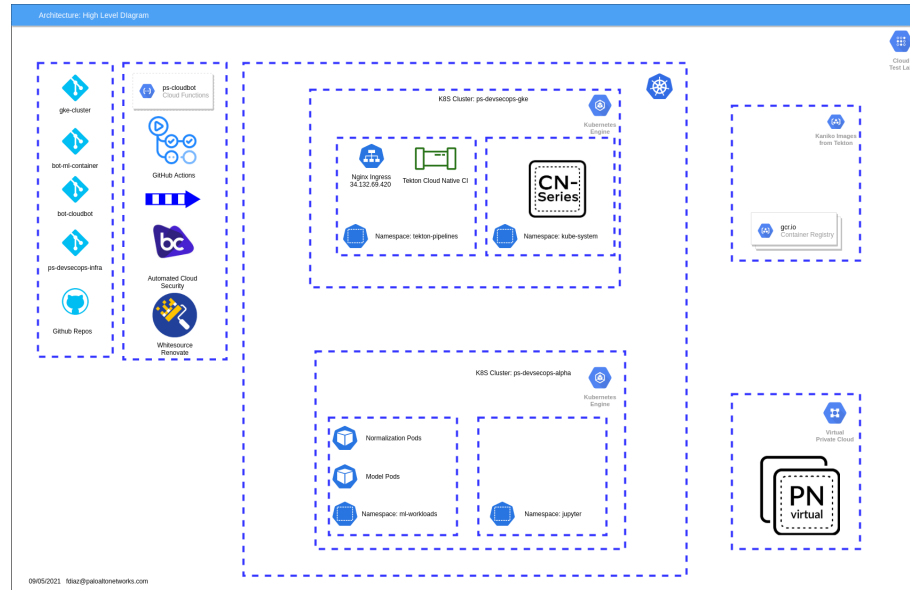 Architecture: High Level Diagram
Cloud
Test La
gke-cluster
bot-ml-container
bot-cloudbot
ps-devsecops-infra
Github Repos
ps-cloudbot
Cloud Functions
GitHub Actions
bc
Automated Cloud
Security
Whitesource
Renovate
K8S Cluster: ps-devsecops-gke
Kubernetes
Engine
Nginx Ingress
34.132.69.420
Tekton Cloud Native CI
Namespace: tekton-pipelines
CN-
Series
Namespace: kube-system
K8S Cluster: ps-devsecops-alpha
Kubernetes
Engine
Normalization Pods
Model Pods
Namespace: ml-workloads
Namespace: jupyter
Kaniko Images
from Tekton
gcr.io
Container Registry
Virtual
Private Cloud
PN
virtual
09/05/2021 fdiaz@paloaltonetworks.com